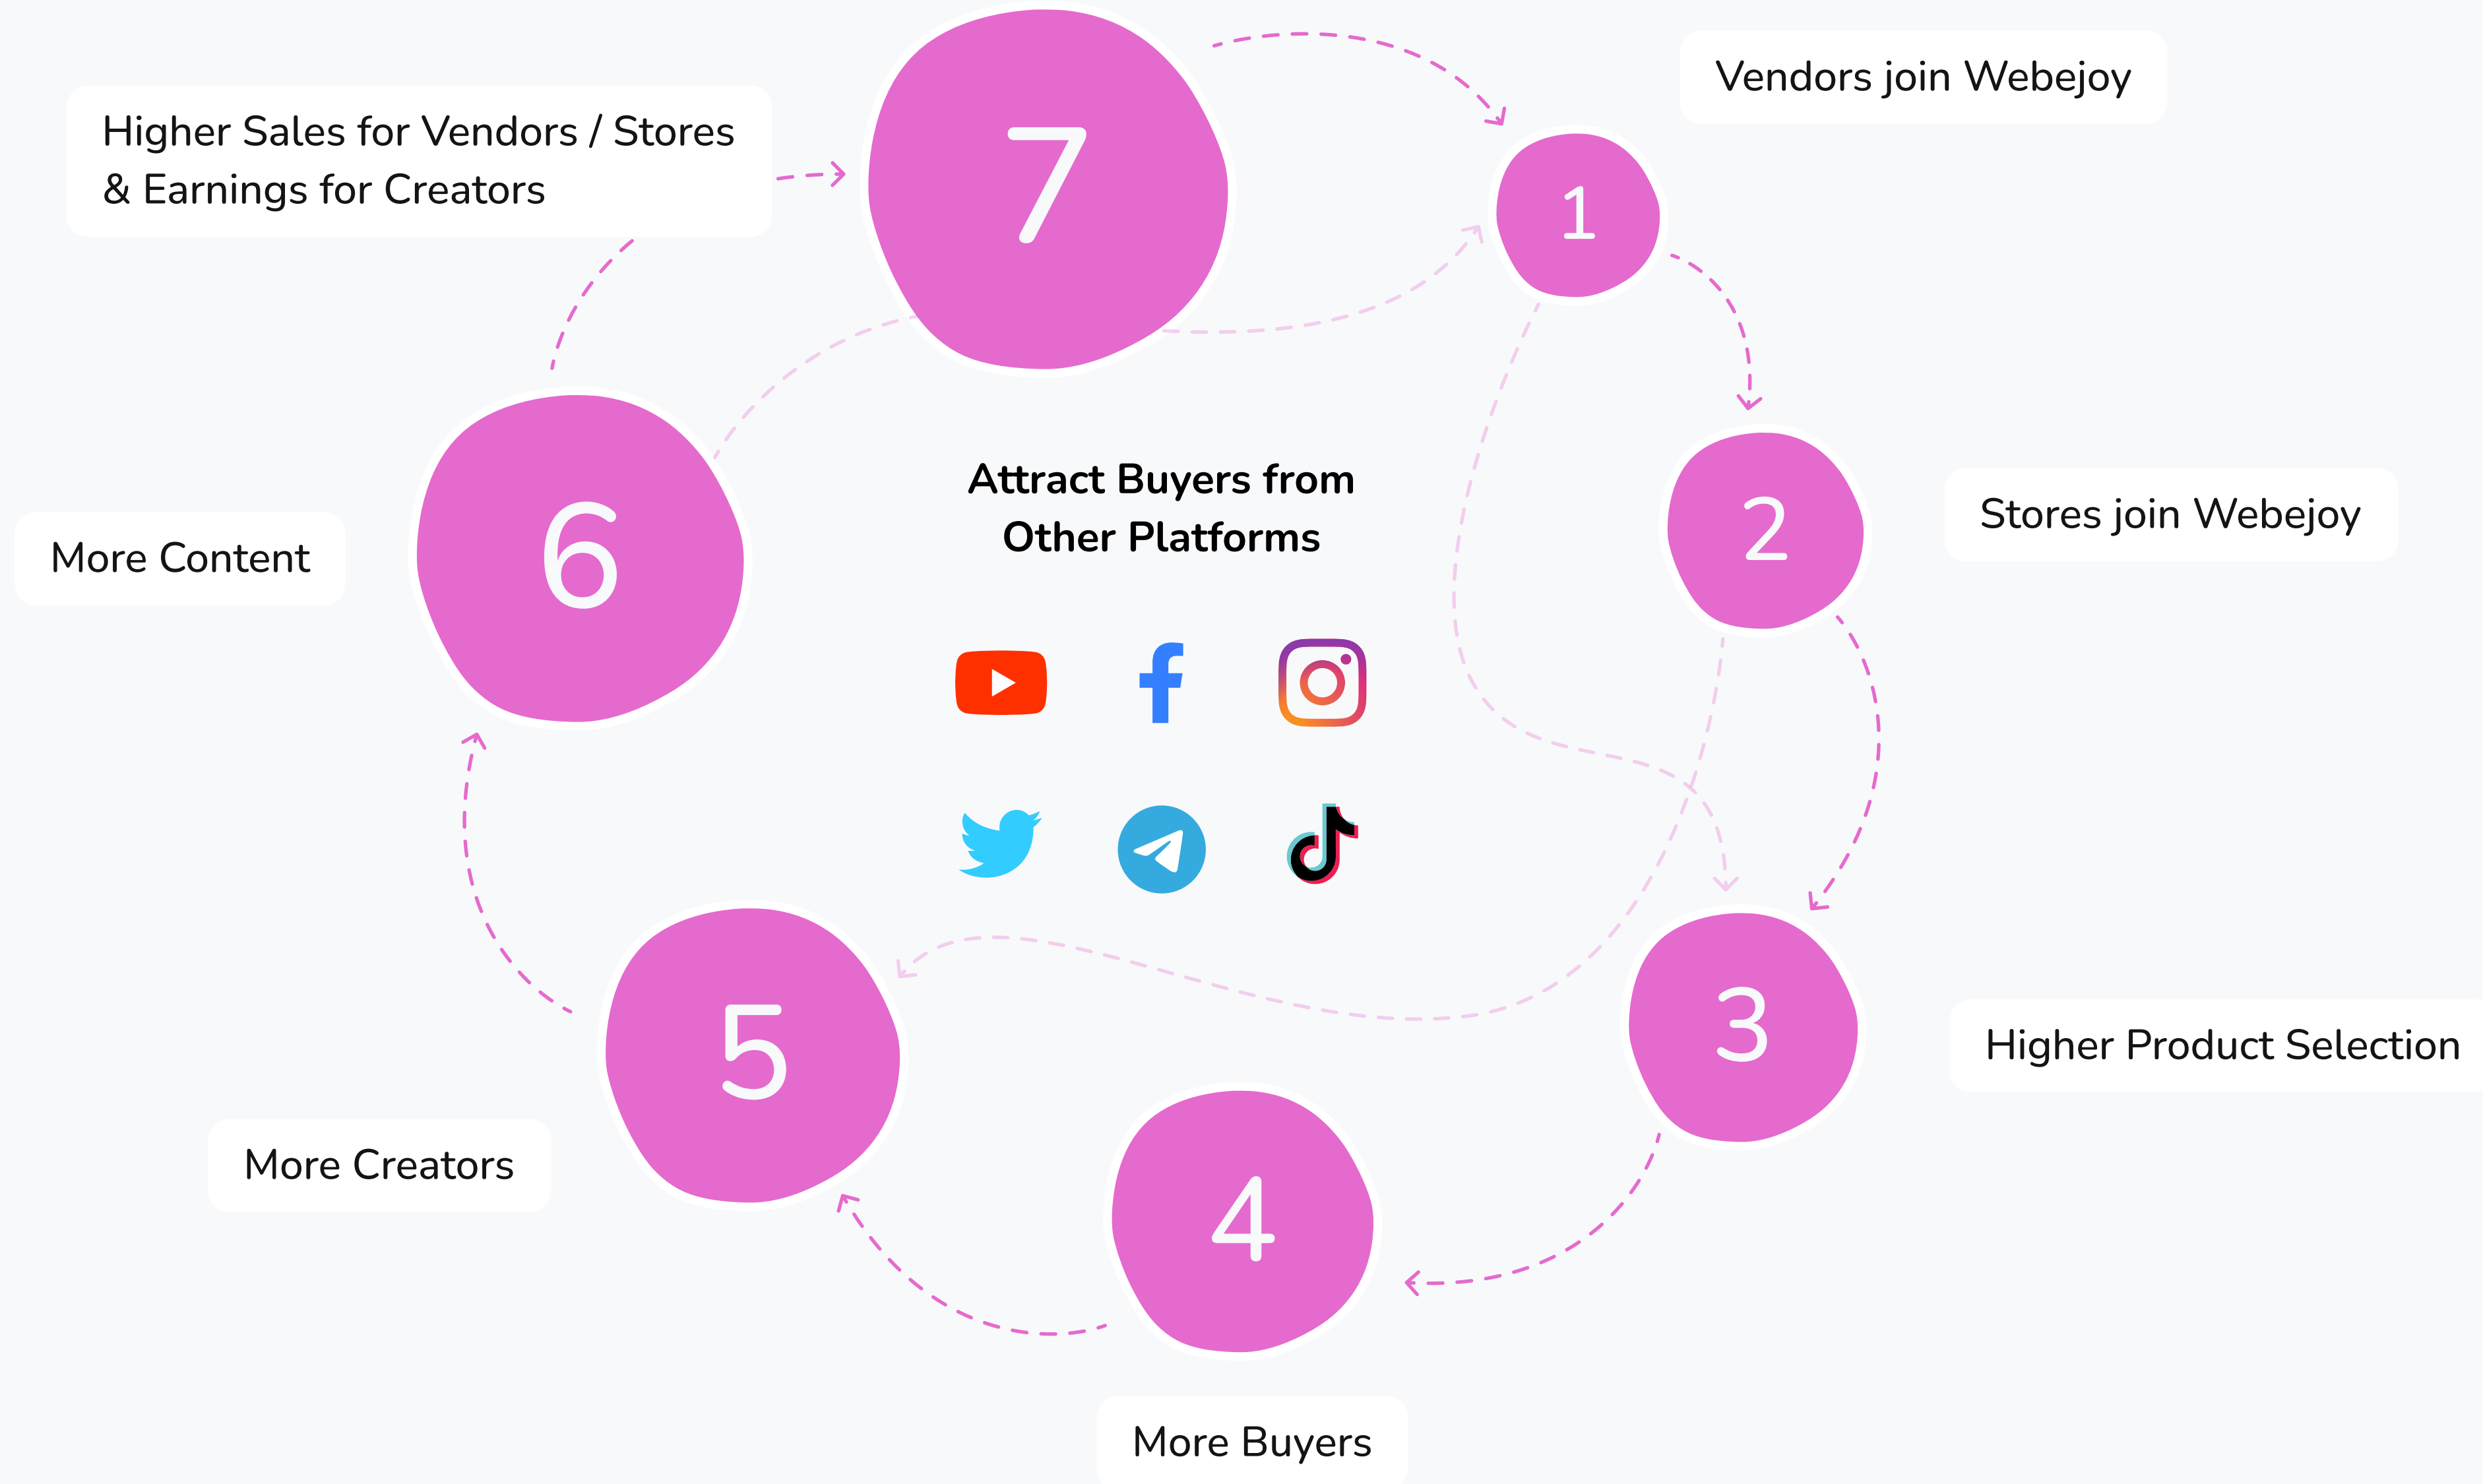 7
Vendors join Webejoy
Higher Sales for Vendors / Stores
& Earnings for Creators
1
Attract Buyers from
Other Platforms
2
Stores join Webejoy
6
More Content
3
Higher Product Selection
5
More Creators
4
More Buyers